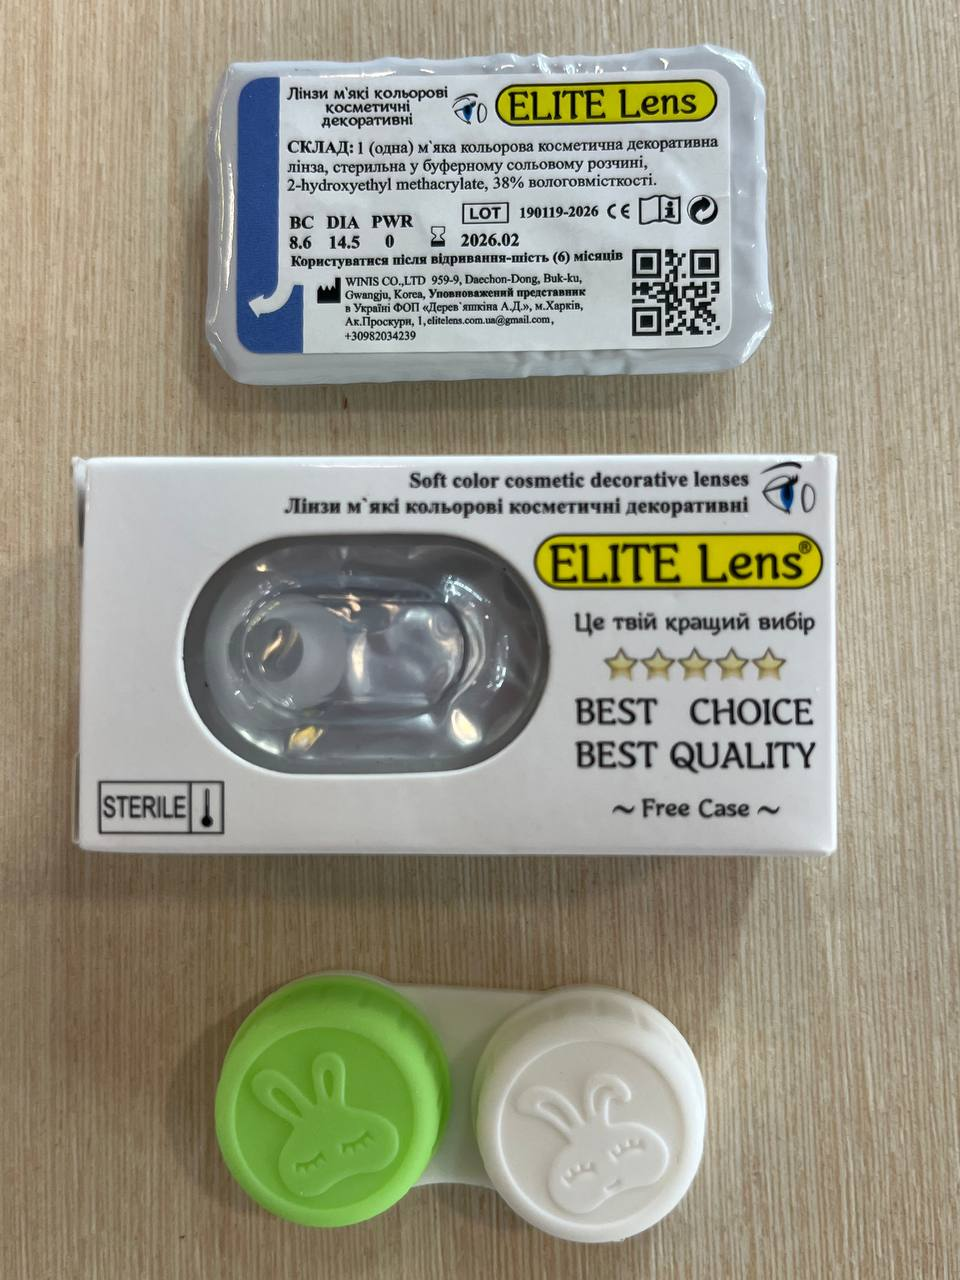 Лінзи м`які кольорові
косметичні
декоративні
ELITE Lens
СКЛАД: 1 (одна) м`яка кольорова косметична декоративна
лінза, стерильна у буферному сольовому розчині,
2-hydroxyethyl methacrylate, 38% вологовмісткості.
BC DIA PWR
8.6 14.5 0
LOT 190119-2026 CE
2026.02
Користуватися після відривання-шість (6) місяців
WINIS CO.,LTD 959-9, Daechon-Dong, Buk-ku,
Gwangju, Korea, Уповноважений представник
в Україні ФОП «Дерев`яшкіна А.Д.», м.Харків,
Ак.Проскури, 1, elitelens.com.ua@gmail.com,
+30982034239
Soft color cosmetic decorative lenses
Лінзи м`які кольорові косметичні декоративні
ELITE Lens®
Це твій кращий вибір
BEST CHOICE
BEST QUALITY
~ Free Case ~
STERILE